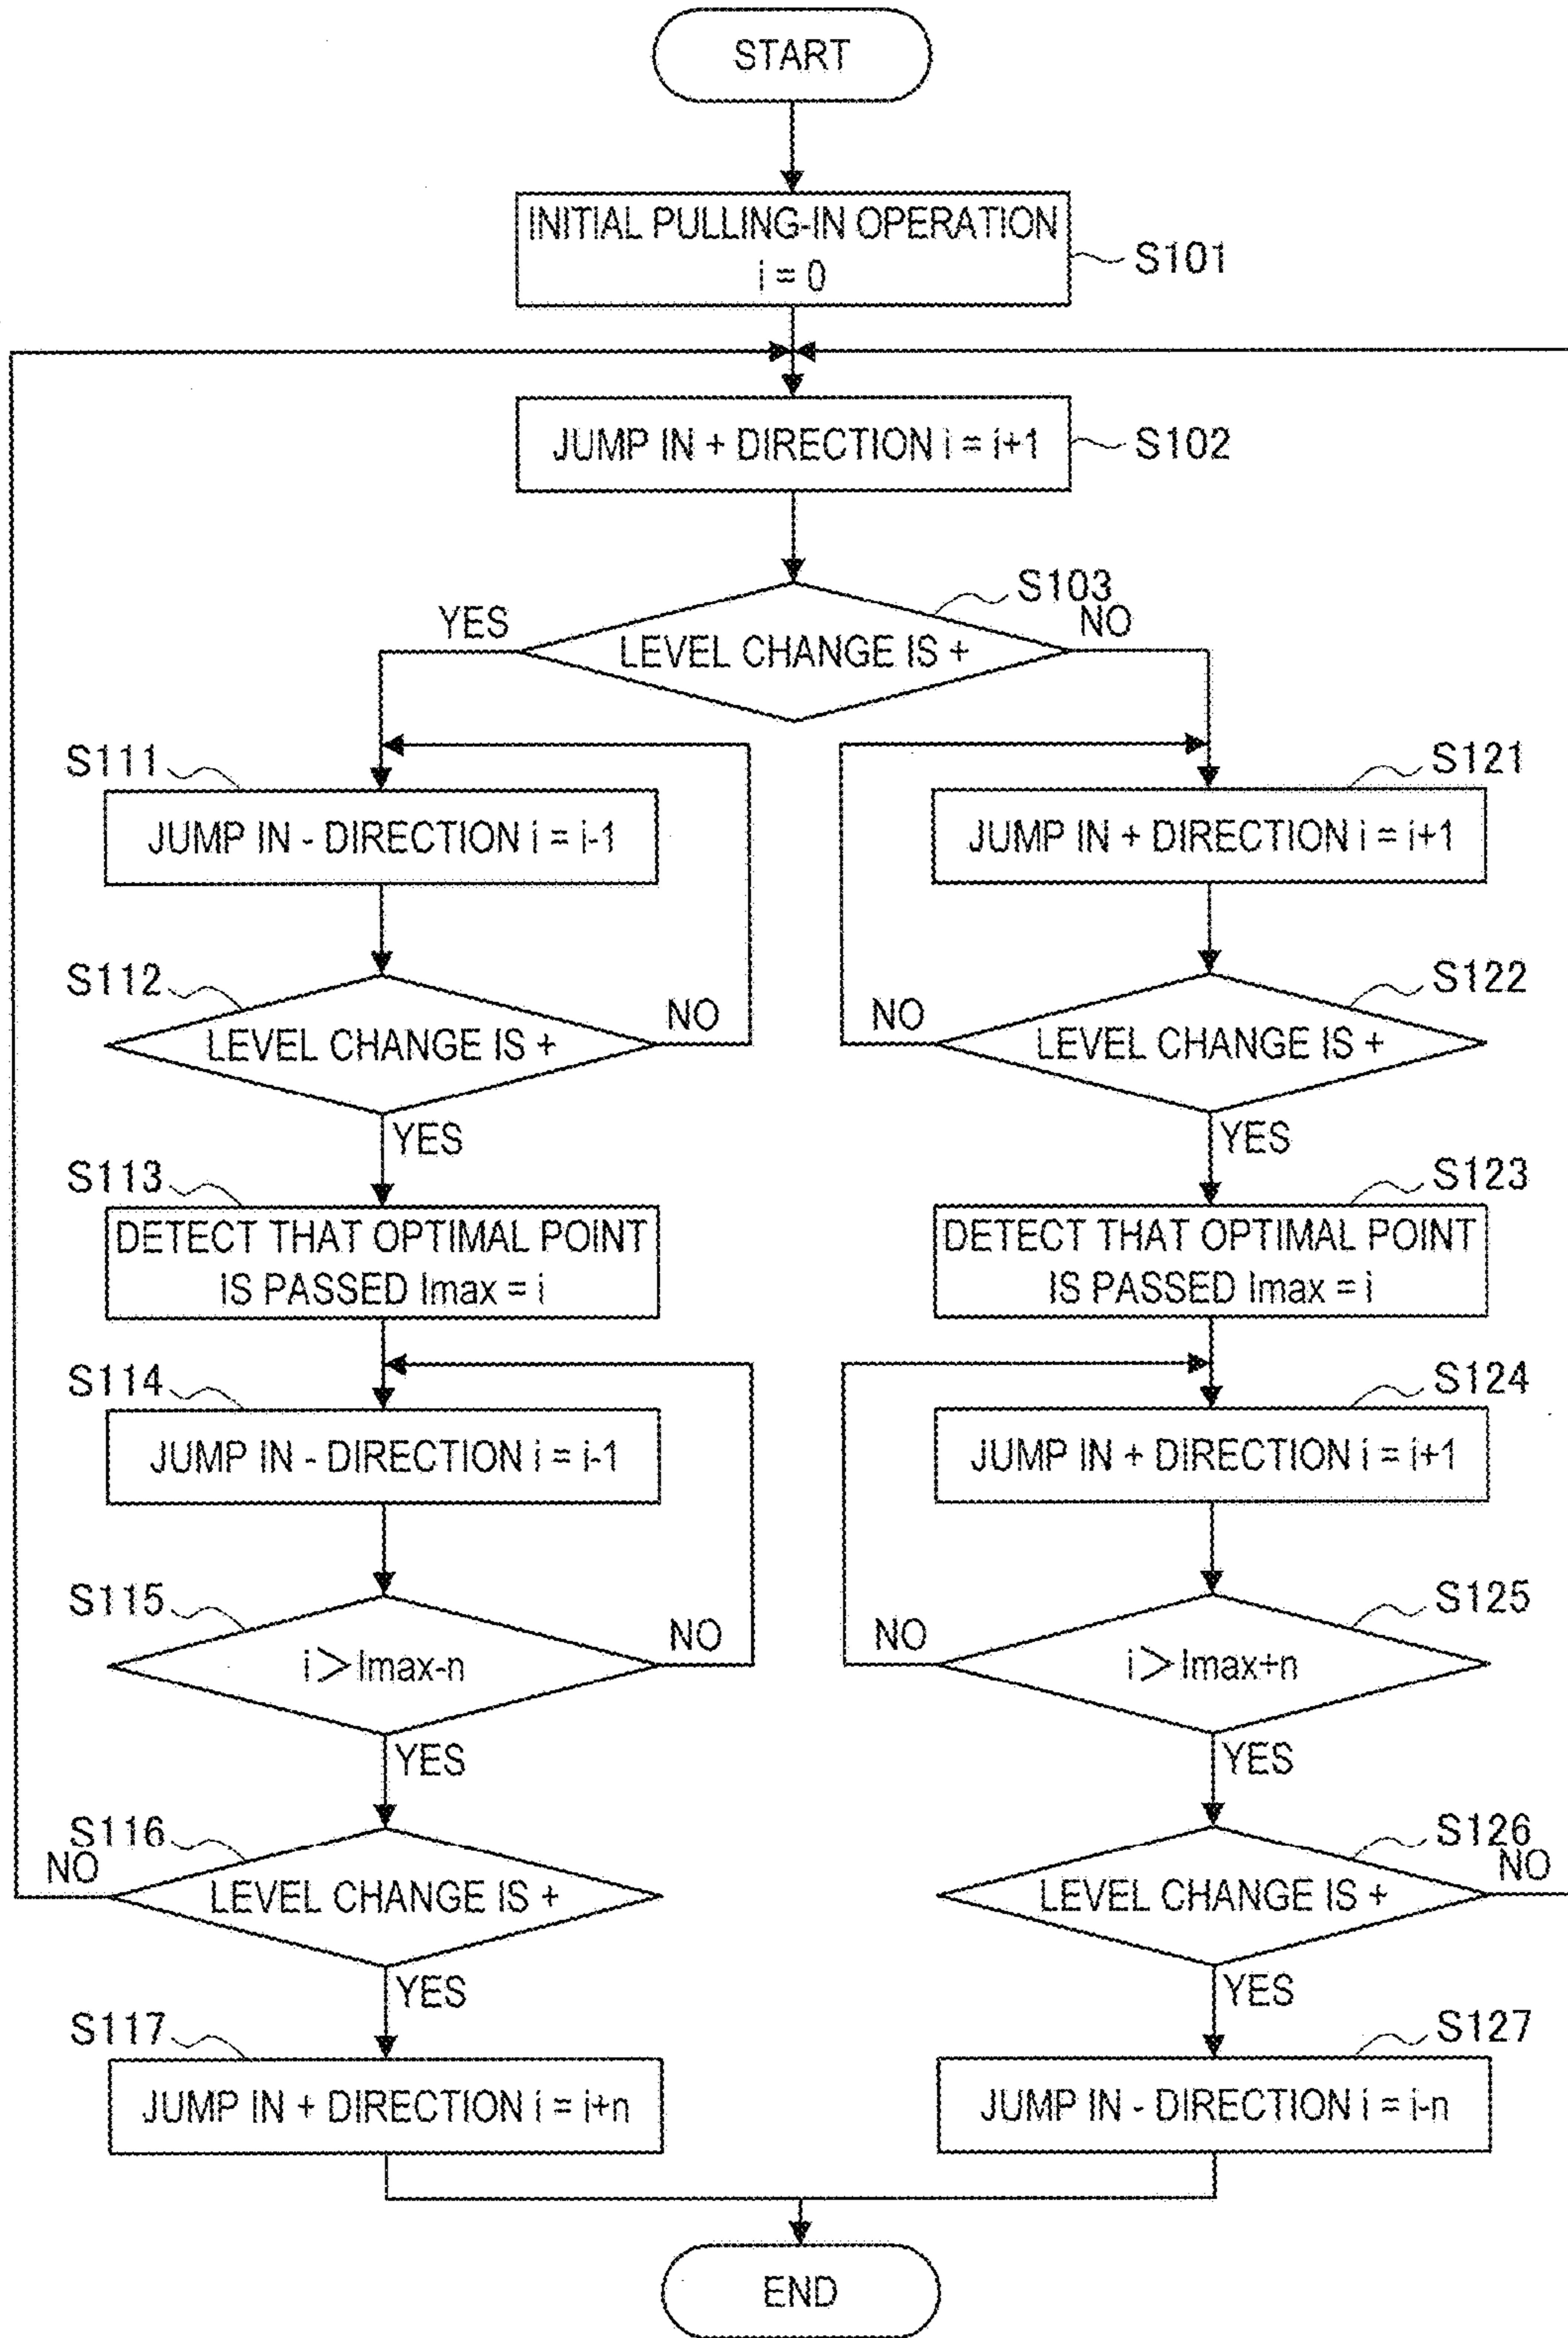 START
INITIAL PULLING-IN OPERATION
i = 0
S101
JUMP IN + DIRECTION i = i+1
S102
S103
YES
NO
LEVEL CHANGE IS +
S111
JUMP IN - DIRECTION i = i-1
S112
NO
LEVEL CHANGE IS +
YES
S113
DETECT THAT OPTIMAL POINT
IS PASSED Imax = i
S114
JUMP IN - DIRECTION i = i-1
S115
NO
i > Imax-n
YES
S116
NO
LEVEL CHANGE IS +
YES
S117
JUMP IN + DIRECTION i = i+n
S121
JUMP IN + DIRECTION i = i+1
S122
NO
LEVEL CHANGE IS +
YES
S123
DETECT THAT OPTIMAL POINT
IS PASSED Imax = i
S124
JUMP IN + DIRECTION i = i+1
S125
NO
i > Imax+n
YES
S126
NO
LEVEL CHANGE IS +
YES
S127
JUMP IN - DIRECTION i = i-n
END